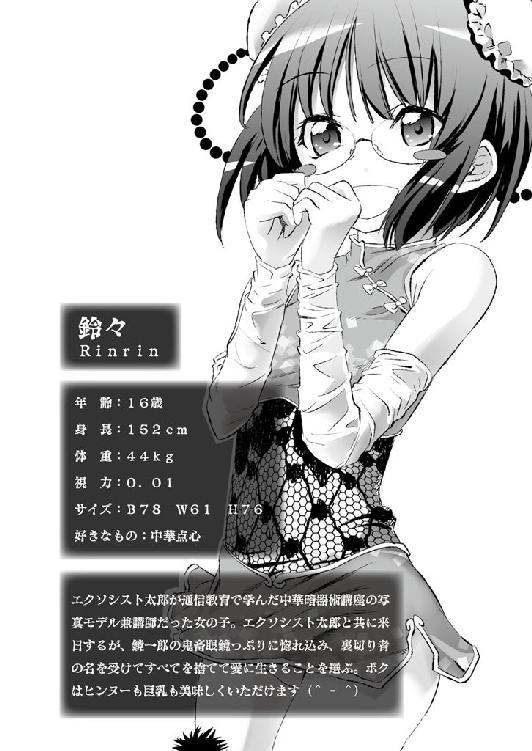 鈴々
Rinrin
年　齢：１６歳
身　長：１５２ｃｍ
体　重：４４ｋｇ
視　力：０．０１
サイズ：Ｂ７８　Ｗ６１　Ｈ７６
好きなもの：中華点心
エクソシスト太郎が通信教育で学んだ中華暗器術講座の写
真モデル兼講師だった女の子。エクソシスト太郎と共に来
日するが、鏡一郎の鬼畜眼鏡っぷりに惚れ込み、裏切り者
の名を受けてすべてを捨てて愛に生きることを選ぶ。ボク
はヒンヌーも巨乳も美味しくいただけます（＾－＾）